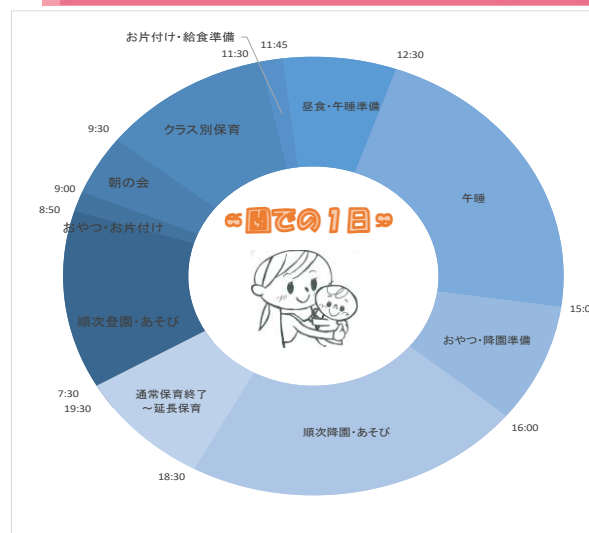 お片付け・給食準備
11:30
11:45
12:30
昼食・午睡準備
クラス別保育
9:30
朝の会
9:00
8:50
おやつ・お片付け
午睡
~園での１日~
15:0
おやつ・降園準備
順次登園・あそび
7:30
19:30
通常保育終了
～延長保育
順次降園・あそび
16:00
18:30